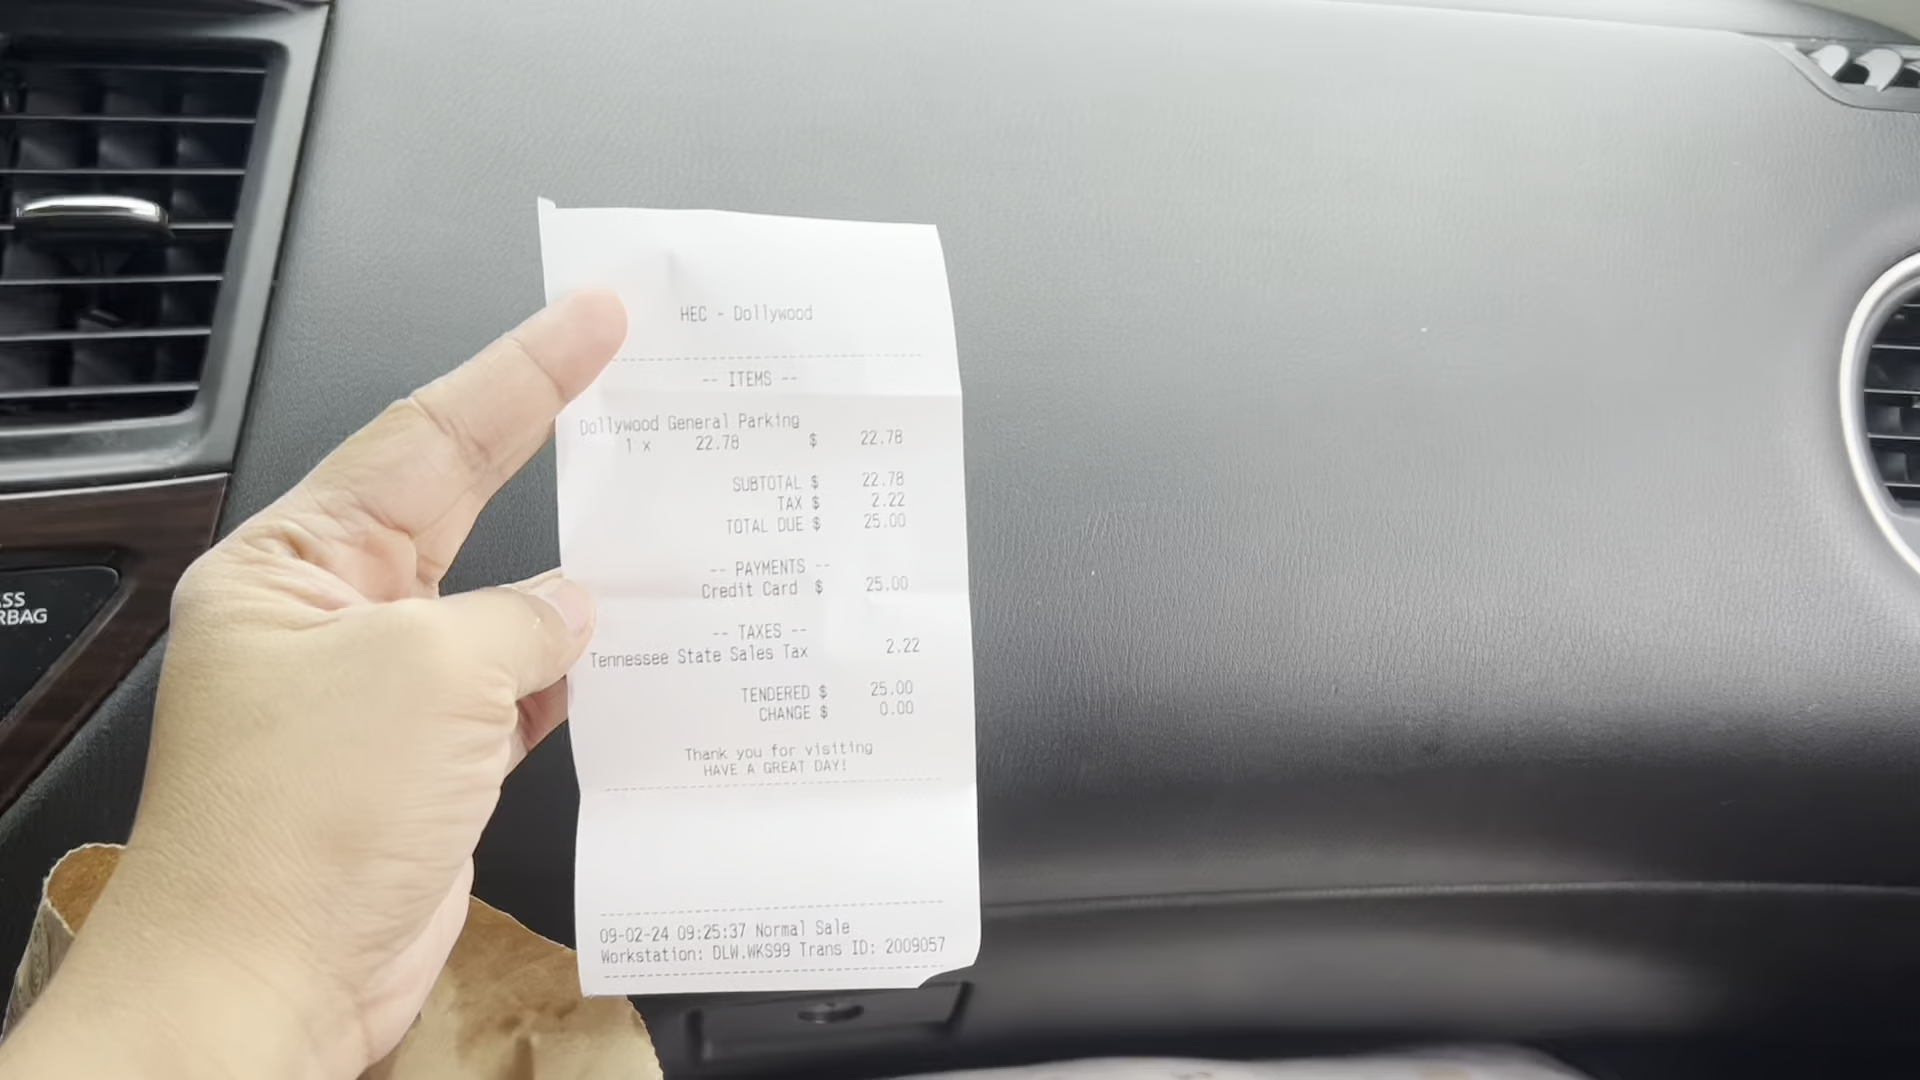 HEC - Dollywood
-- ITEMS --
Dollywood General Parking
1 x 22.78 $ 22.78
SUBTOTAL $ 22.78
TAX $ 2.22
TOTAL DUE $ 25.00
-- PAYMENTS --
Credit Card $ 25.00
-- TAXES --
Tennessee State Sales Tax 2.22
TENDERED $ 25.00
CHANGE $ 0.00
Thank you for visiting
HAVE A GREAT DAY!
09-02-24 09:25:37 Normal Sale
Workstation: DLW.WKS99 Trans ID: 2009057